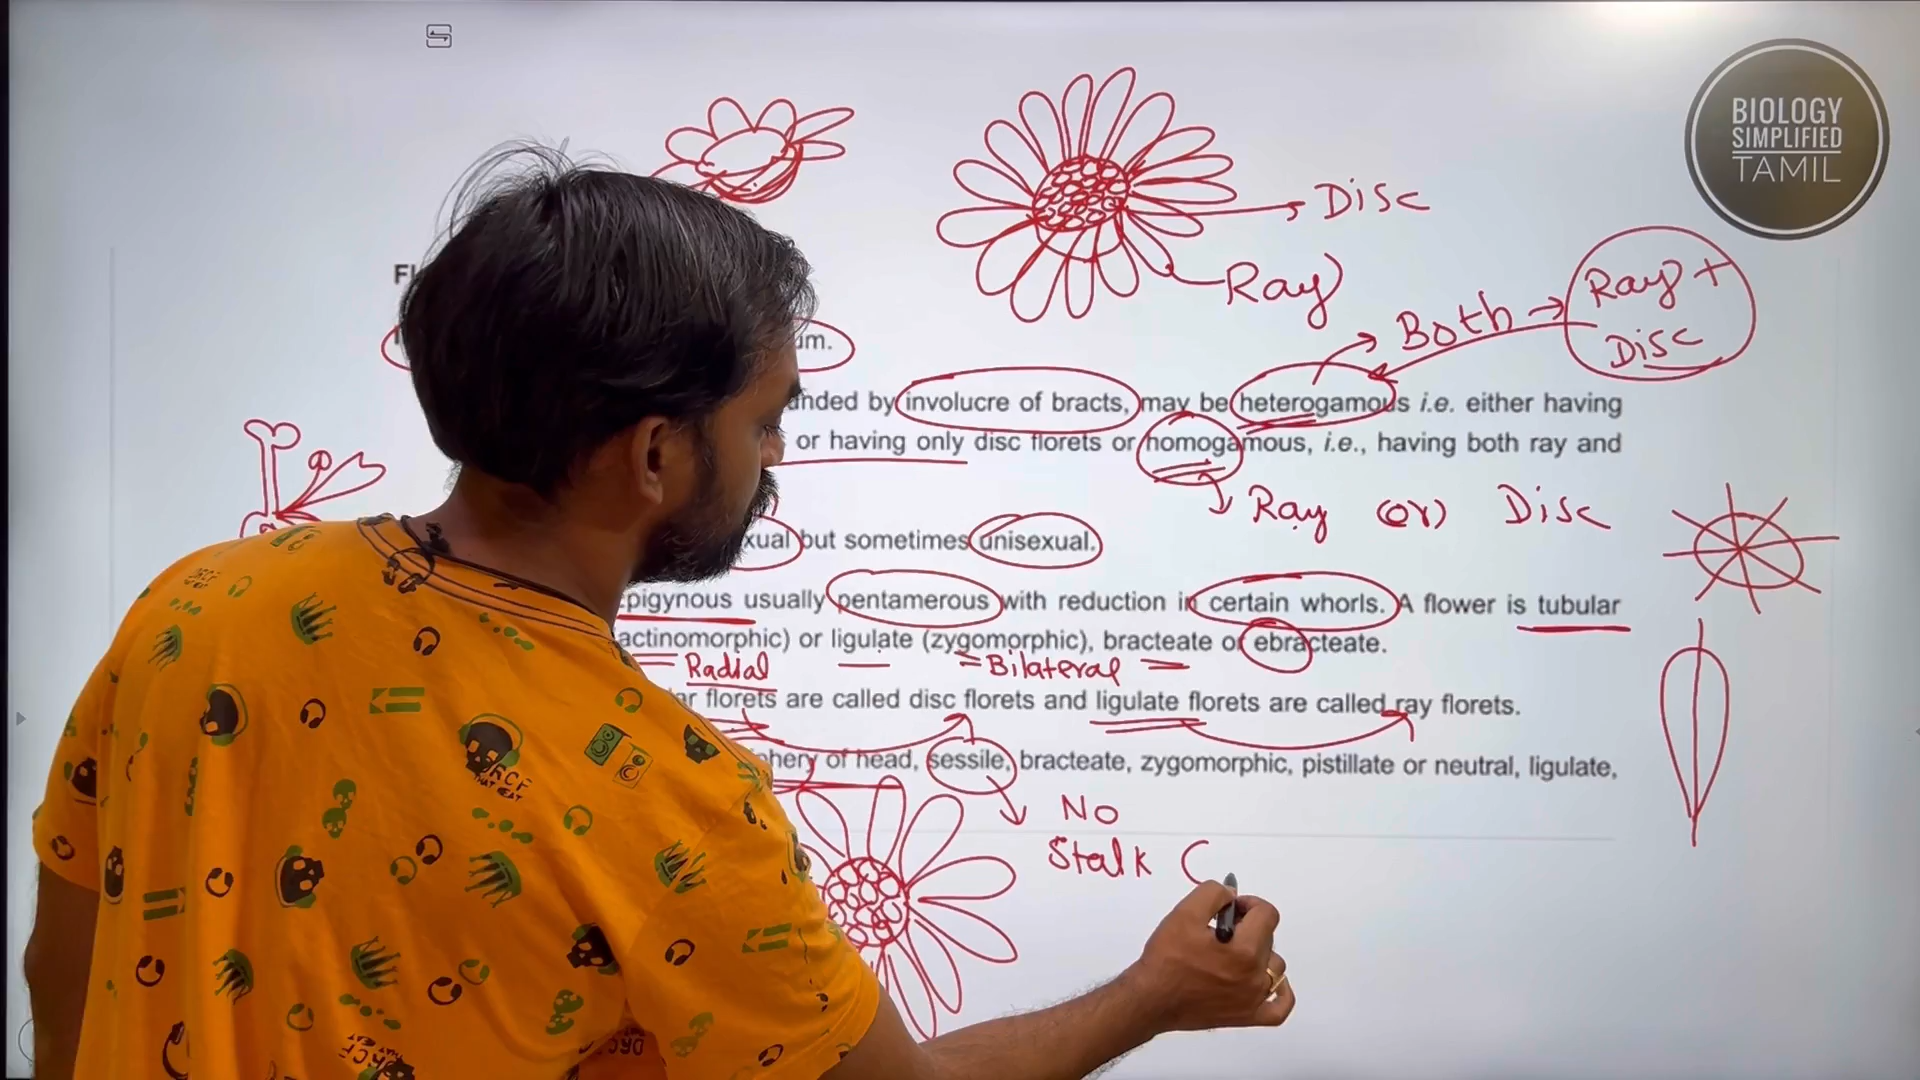 BIOLOGY
SIMPLIFIED
TAMIL
Disc
Ray
Both → Ray +
Disc
um.
unded by involucre of bracts, may be heterogamous i.e. either having
or having only disc florets or homogamous, i.e., having both ray and
Ray (or) Disc
xual but sometimes unisexual.
Epigynous usually pentamerous with reduction in certain whorls. A flower is tubular
(actinomorphic) or ligulate (zygomorphic), bracteate or ebracteate.
Radial = Bilateral
ar florets are called disc florets and ligulate florets are called ray florets.
phery of head, sessile, bracteate, zygomorphic, pistillate or neutral, ligulate,
No
Stalk (